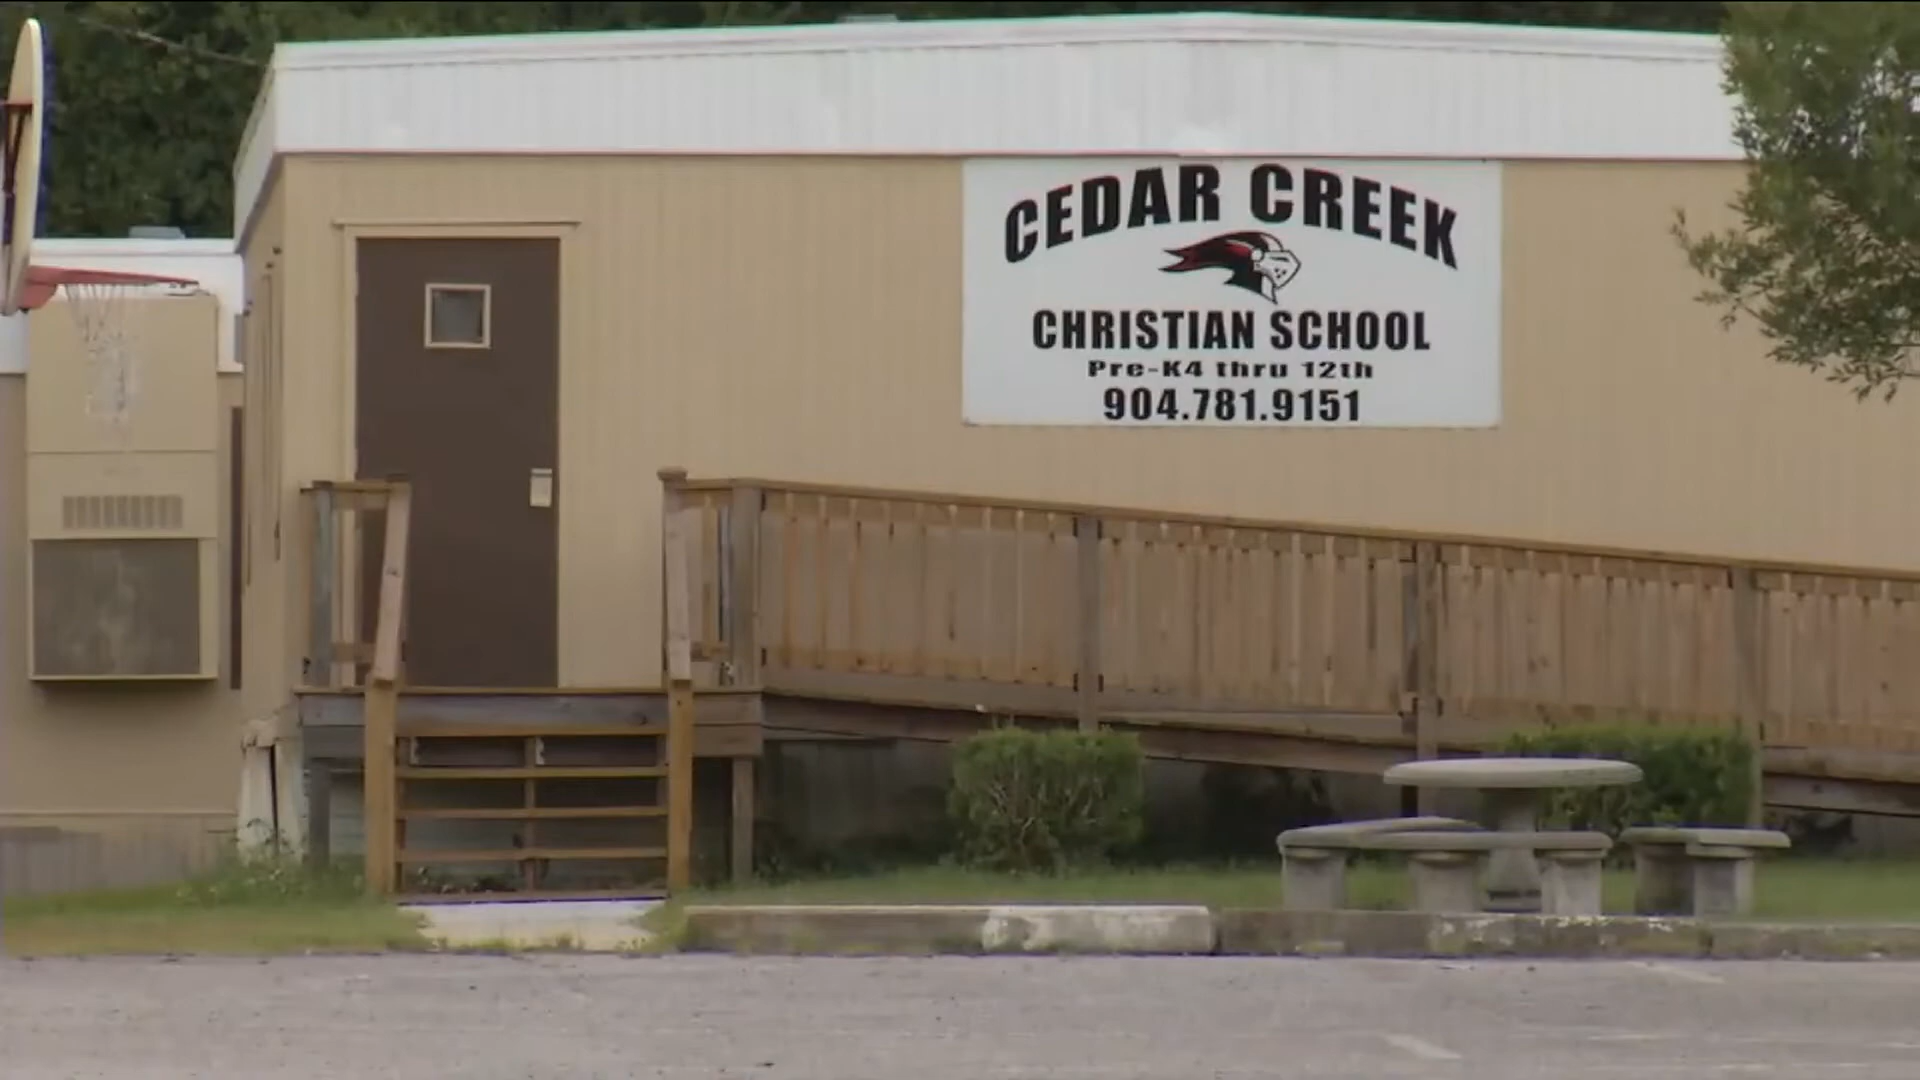 CEDAR CREEK
CHRISTIAN SCHOOL
Pre-K4 thru 12th
904.781.9151